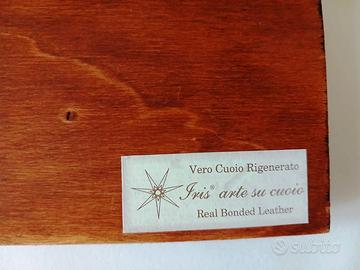 Vero Cuoio Rigenerato
Iris® arte su cuoio
Real Bonded Leather
subito